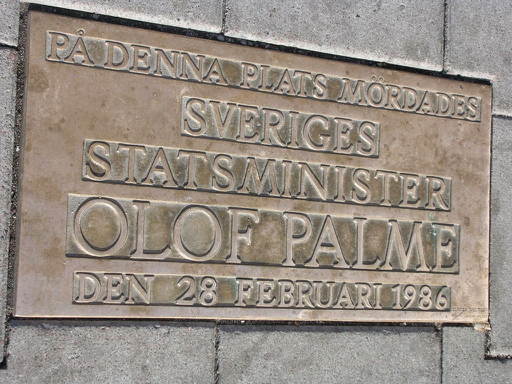 PÅ DENNA PLATS MÖRDADES
SVERIGES
STATSMINISTER
OLOF PALME
DEN 28 FEBRUARI 1986